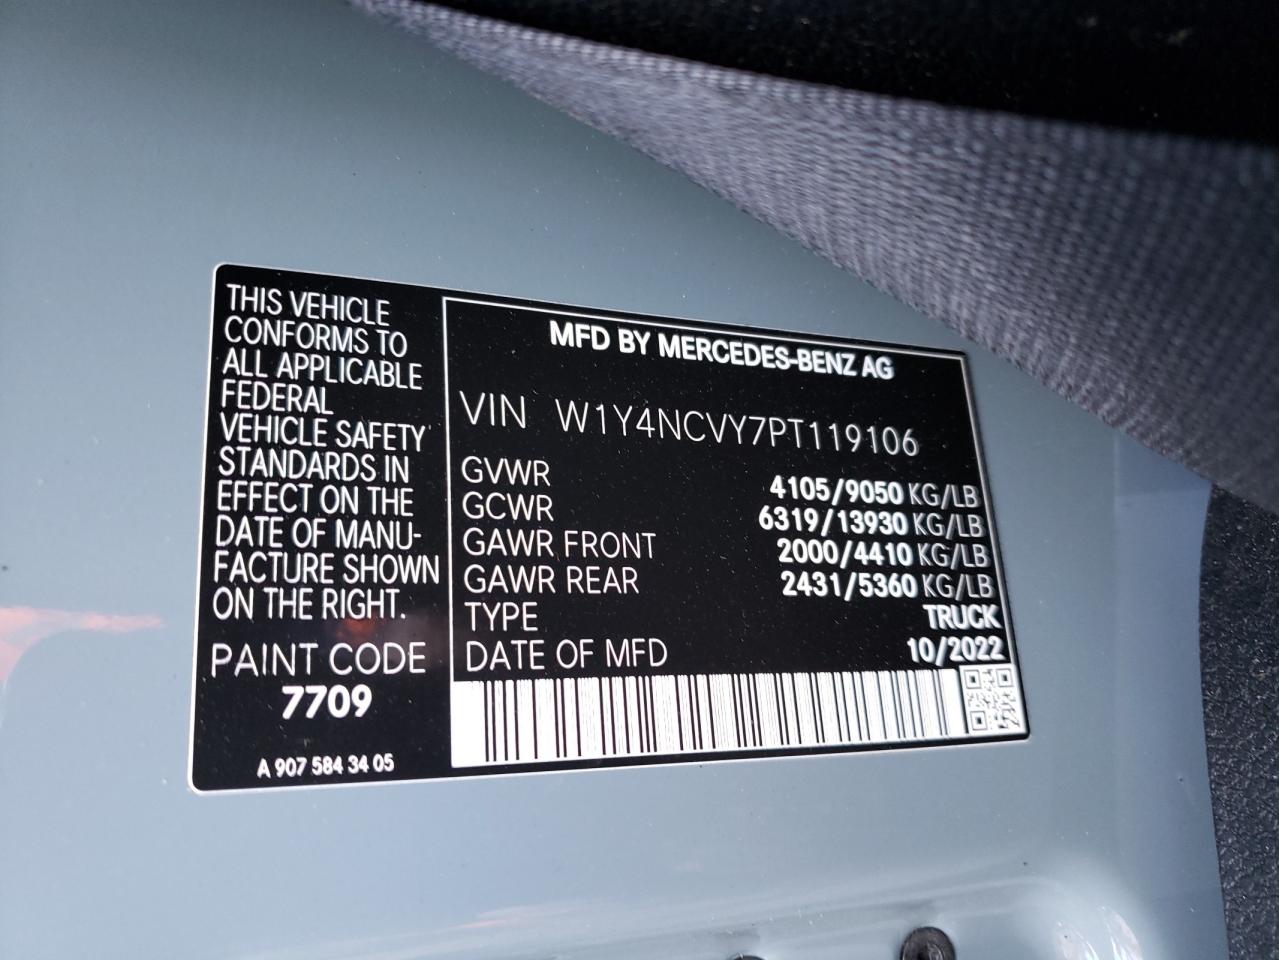 THIS VEHICLE
CONFORMS TO
ALL APPLICABLE
FEDERAL
VEHICLE SAFETY
STANDARDS IN
EFFECT ON THE
DATE OF MANU-
FACTURE SHOWN
ON THE RIGHT.
PAINT CODE
7709
A 907 584 34 05
MFD BY MERCEDES-BENZ AG
VIN W1Y4NCVY7PT119106
GVWR 4105/9050 KG/LB
GCWR 6319/13930 KG/LB
GAWR FRONT 2000/4410 KG/LB
GAWR REAR 2431/5360 KG/LB
TYPE TRUCK
DATE OF MFD 10/2022